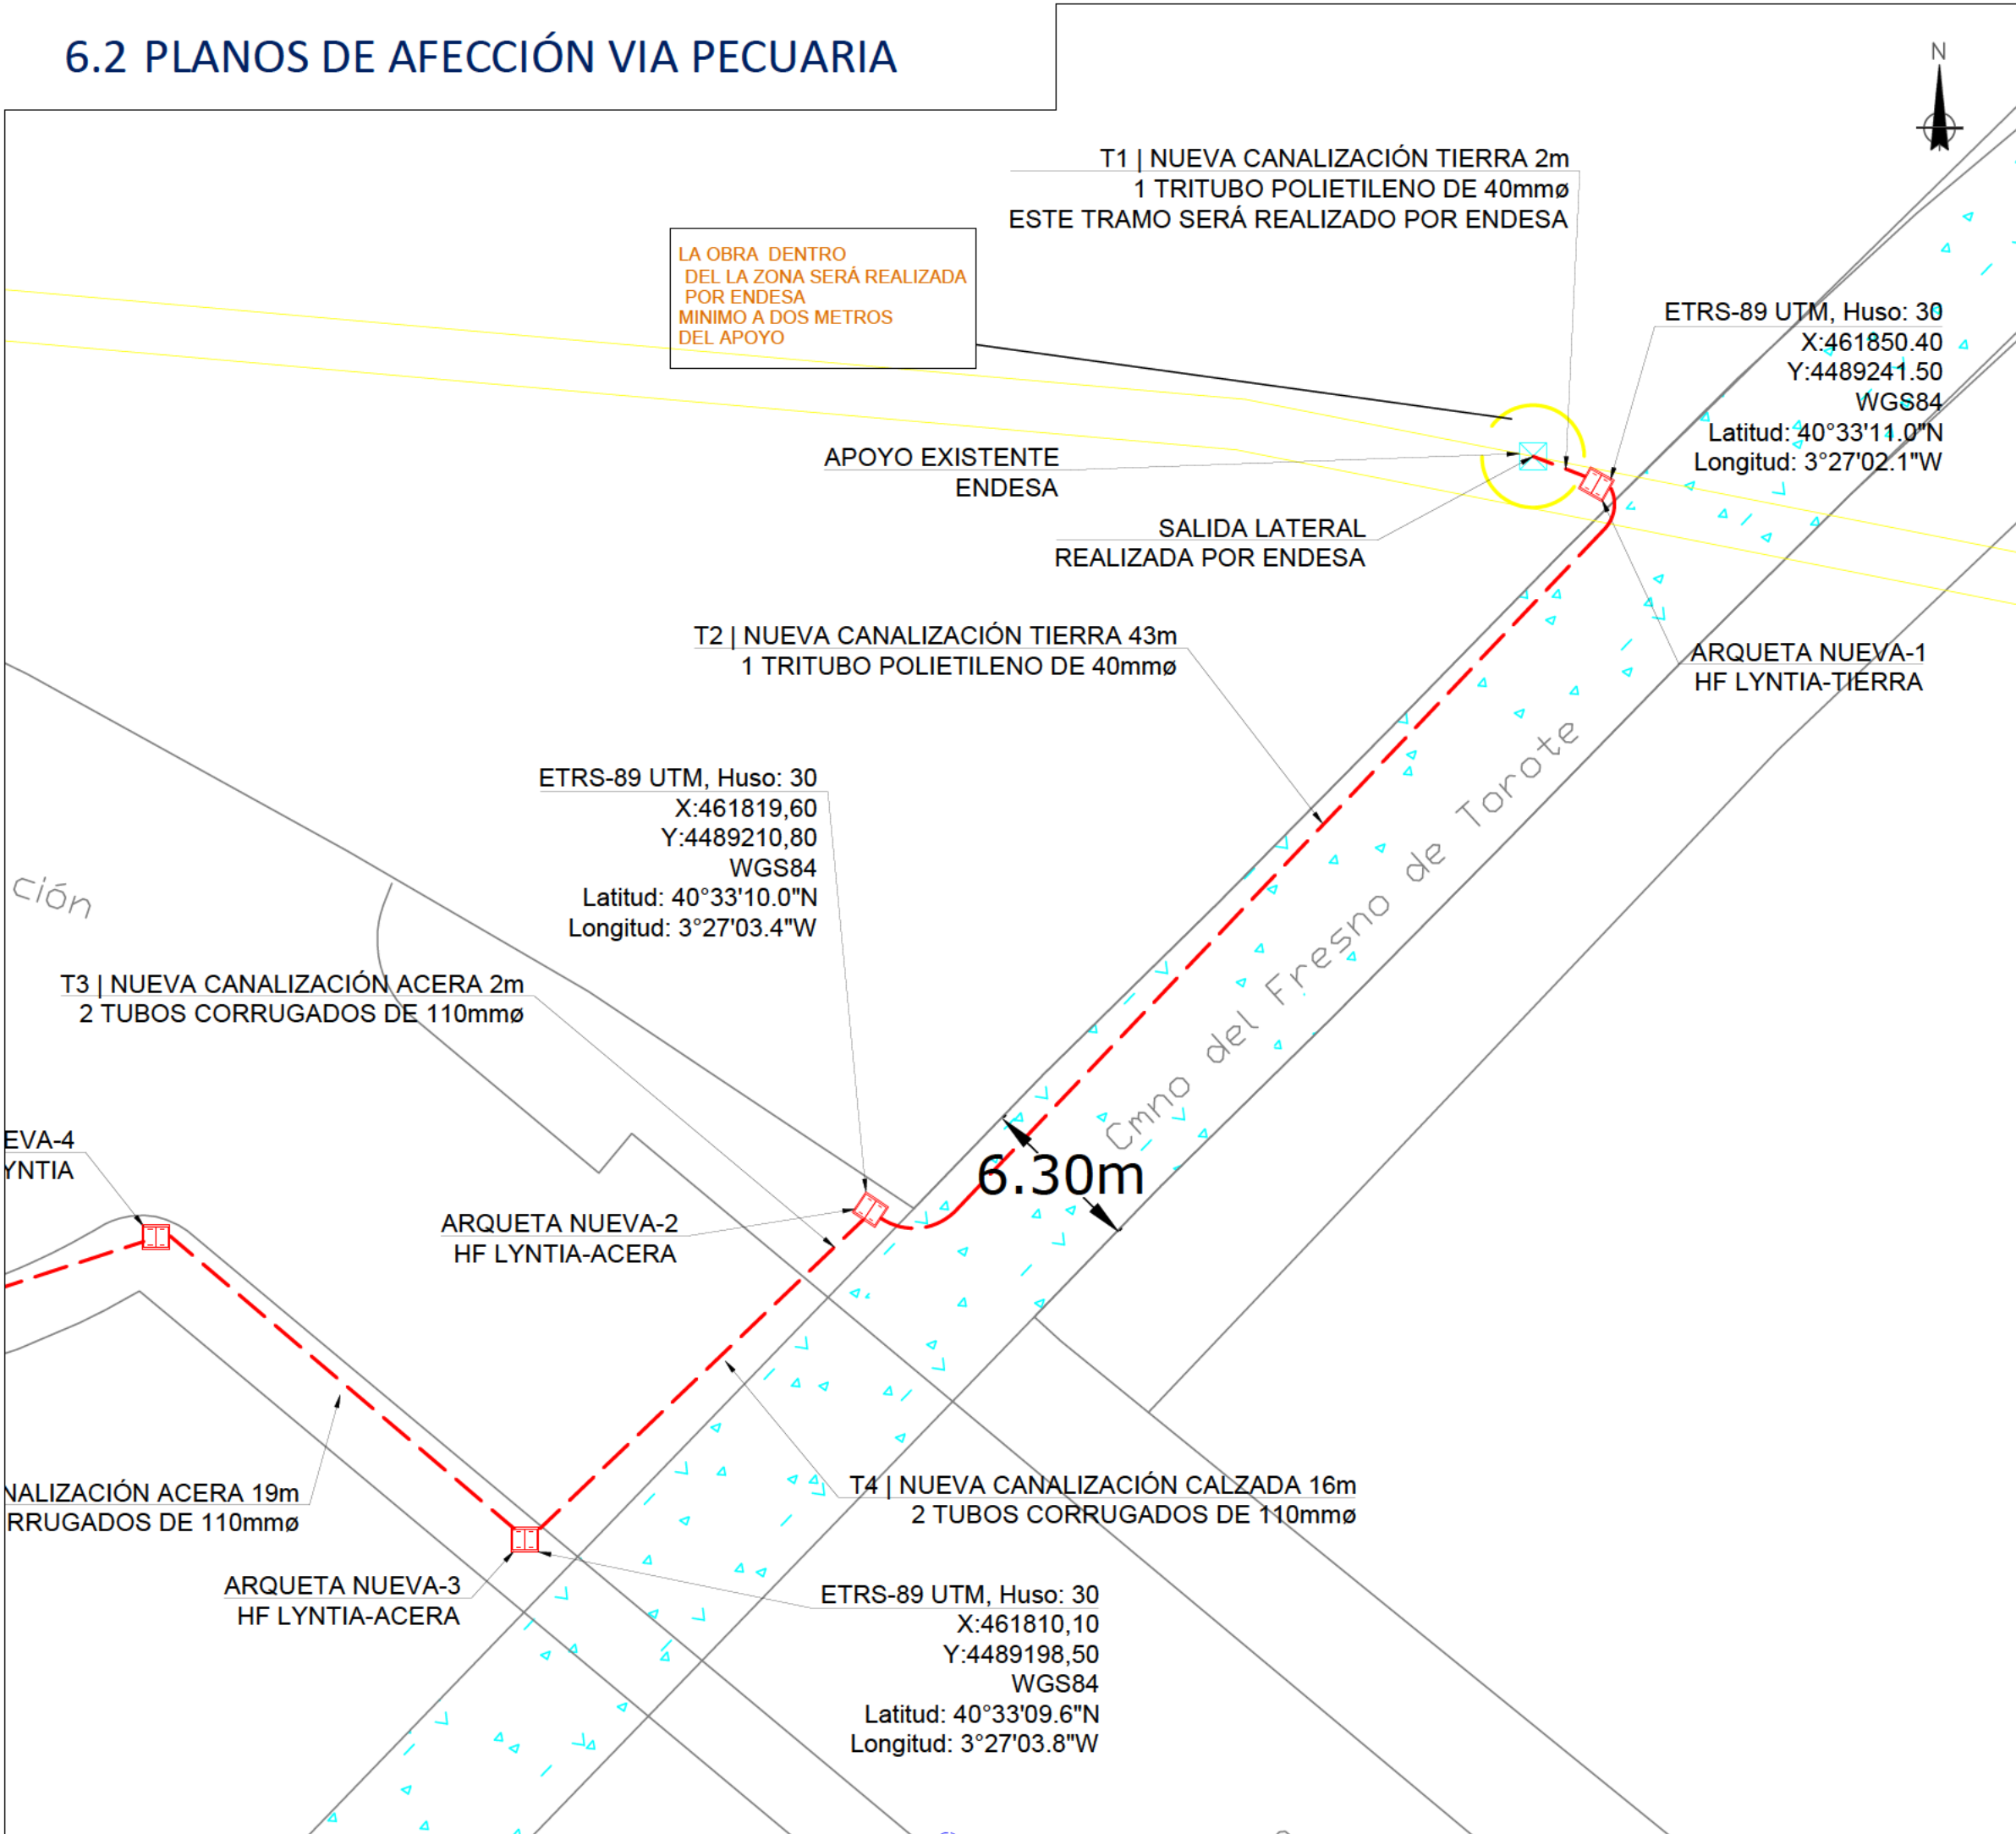 6.2 PLANOS DE AFECCIÓN VIA PECUARIA
N
T1 | NUEVA CANALIZACIÓN TIERRA 2m
1 TRITUBO POLIETILENO DE 40mmø
ESTE TRAMO SERÁ REALIZADO POR ENDESA
LA OBRA DENTRO
DEL LA ZONA SERÁ REALIZADA
POR ENDESA
MINIMO A DOS METROS
DEL APOYO
ETRS-89 UTM, Huso: 30
X:461850.40
Y:4489241.50
WGS84
Latitud: 40°33'11.0"N
Longitud: 3°27'02.1"W
APOYO EXISTENTE
ENDESA
SALIDA LATERAL
REALIZADA POR ENDESA
T2 | NUEVA CANALIZACIÓN TIERRA 43m
1 TRITUBO POLIETILENO DE 40mmø
ARQUETA NUEVA-1
HF LYNTIA-TIERRA
ETRS-89 UTM, Huso: 30
X:461819,60
Y:4489210,80
WGS84
Latitud: 40°33'10.0"N
Longitud: 3°27'03.4"W
ción
Cmno del Fresno de Torote
T3 | NUEVA CANALIZACIÓN ACERA 2m
2 TUBOS CORRUGADOS DE 110mmø
6.30m
EVA-4
YNTIA
ARQUETA NUEVA-2
HF LYNTIA-ACERA
NALIZACIÓN ACERA 19m
RRUGADOS DE 110mmø
T4 | NUEVA CANALIZACIÓN CALZADA 16m
2 TUBOS CORRUGADOS DE 110mmø
ARQUETA NUEVA-3
HF LYNTIA-ACERA
ETRS-89 UTM, Huso: 30
X:461810,10
Y:4489198,50
WGS84
Latitud: 40°33'09.6"N
Longitud: 3°27'03.8"W